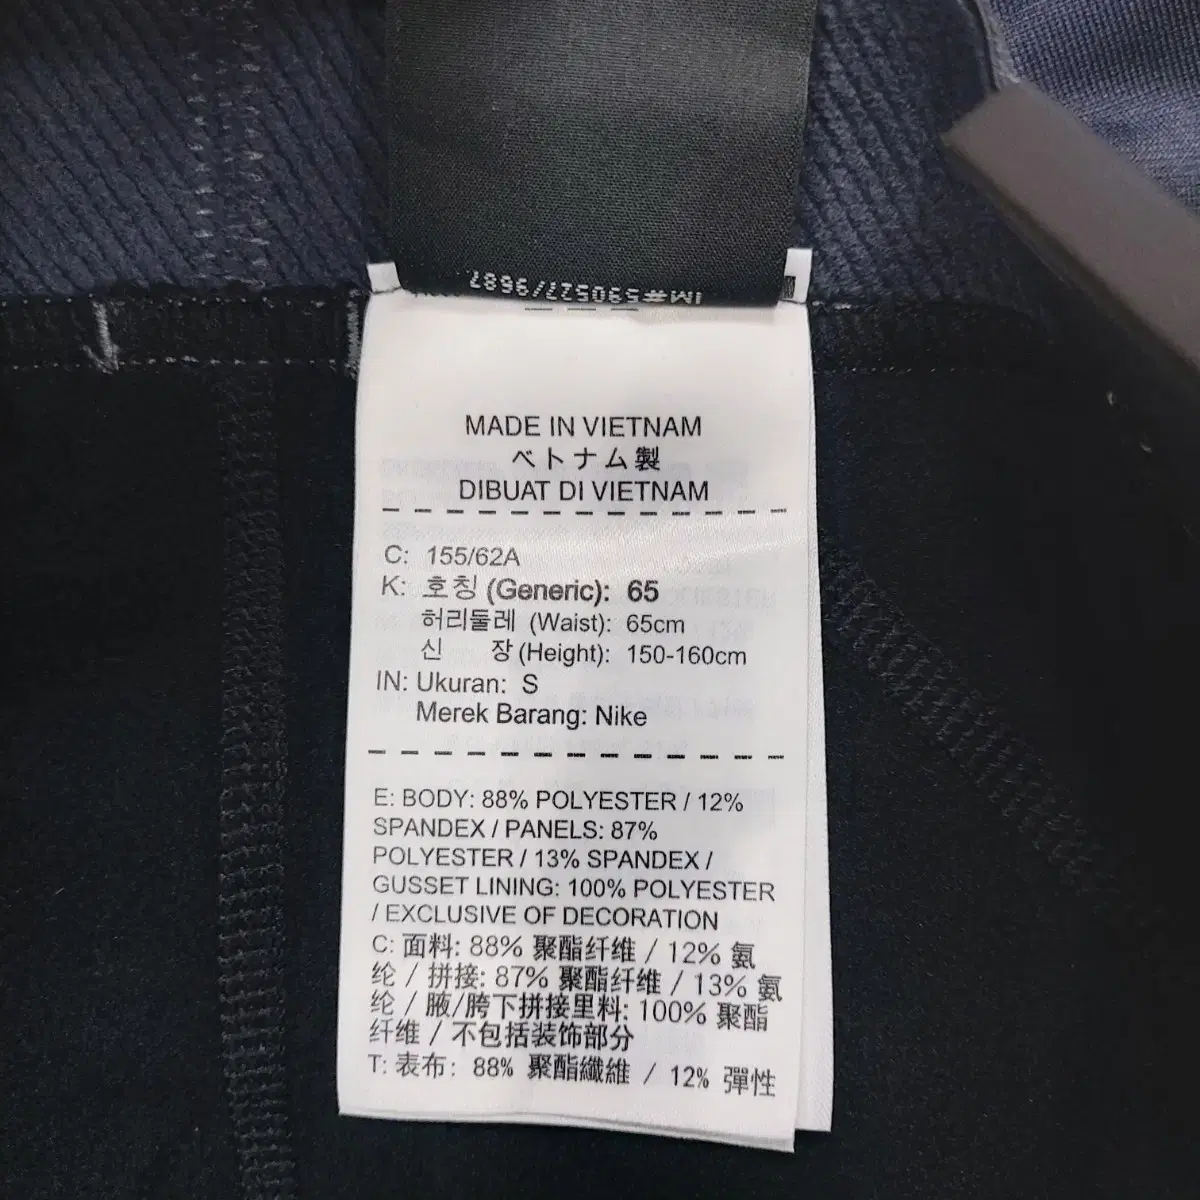 MADE IN VIETNAM
ベトナム製
DIBUAT DI VIETNAM
C: 155/62A
K: 호칭 (Generic): 65
허리둘레 (Waist): 65cm
신 장 (Height): 150-160cm
IN: Ukuran: S
Merek Barang: Nike
E: BODY: 88% POLYESTER / 12%
SPANDEX / PANELS: 87%
POLYESTER / 13% SPANDEX /
GUSSET LINING: 100% POLYESTER
/ EXCLUSIVE OF DECORATION
C: 面料: 88% 聚酯纤维 / 12% 氨
纶 / 拼接: 87% 聚酯纤维 / 13% 氨
纶 / 腋/胯下拼接里料: 100% 聚酯
纤维 / 不包括装饰部分
T: 表布: 88% 聚酯纖維 / 12% 彈性